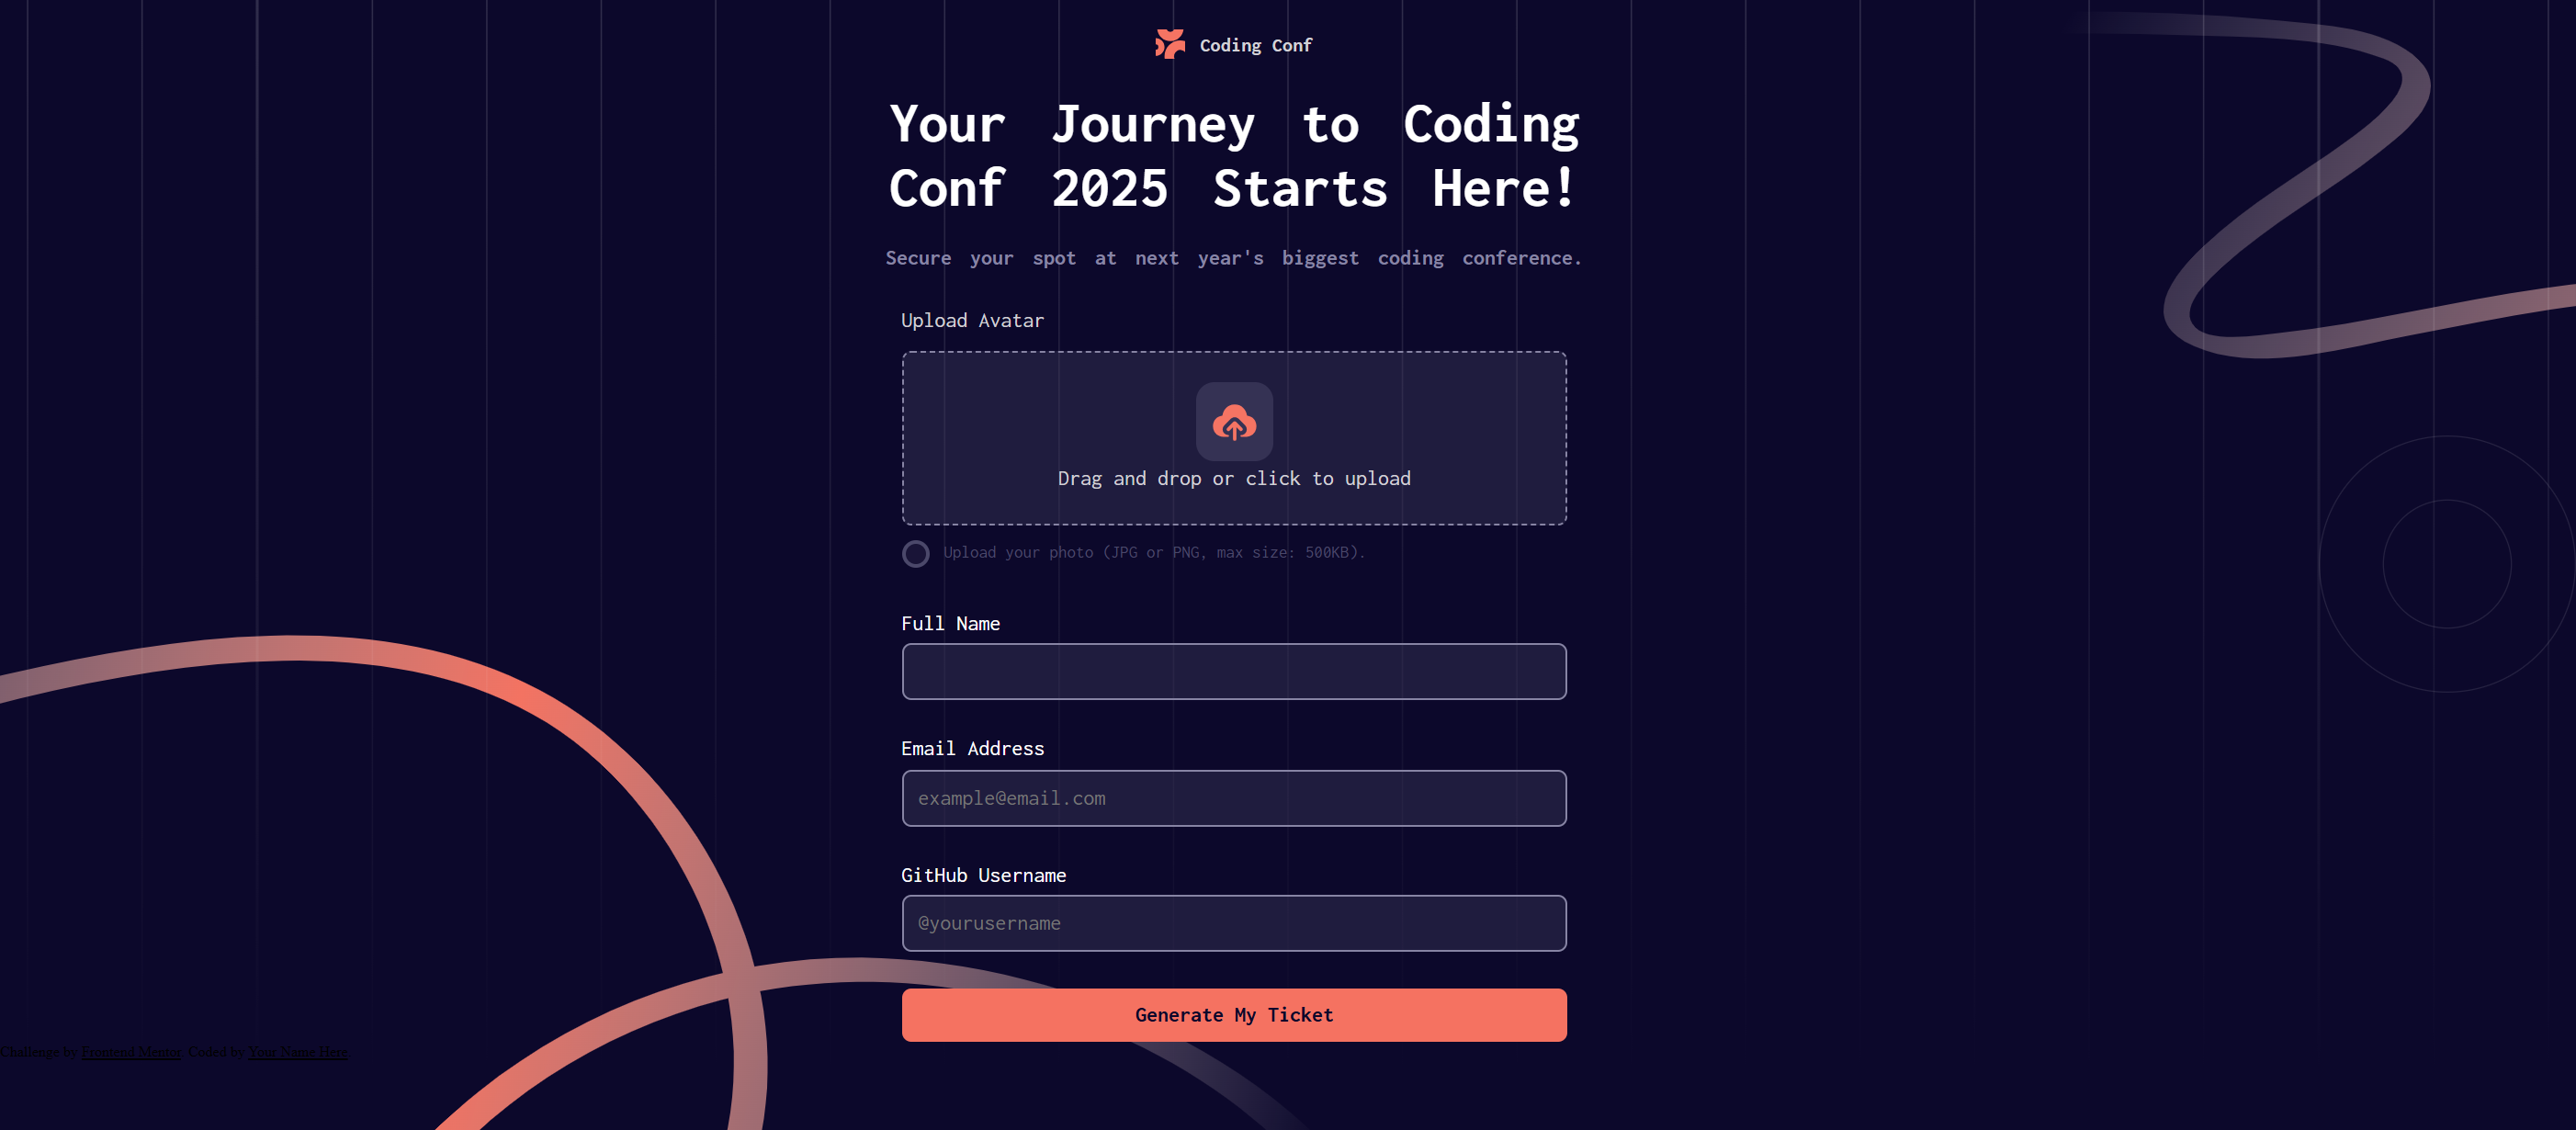 Coding Conf
Your Journey to Coding
Conf 2025 Starts Here!
Secure your spot at next year's biggest coding conference.
Upload Avatar
Drag and drop or click to upload
Upload your photo (JPG or PNG, max size: 500KB).
Full Name
Email Address
example@email.com
GitHub Username
@yourusername
Generate My Ticket
Challenge by Frontend Mentor. Coded by Your Name Here.